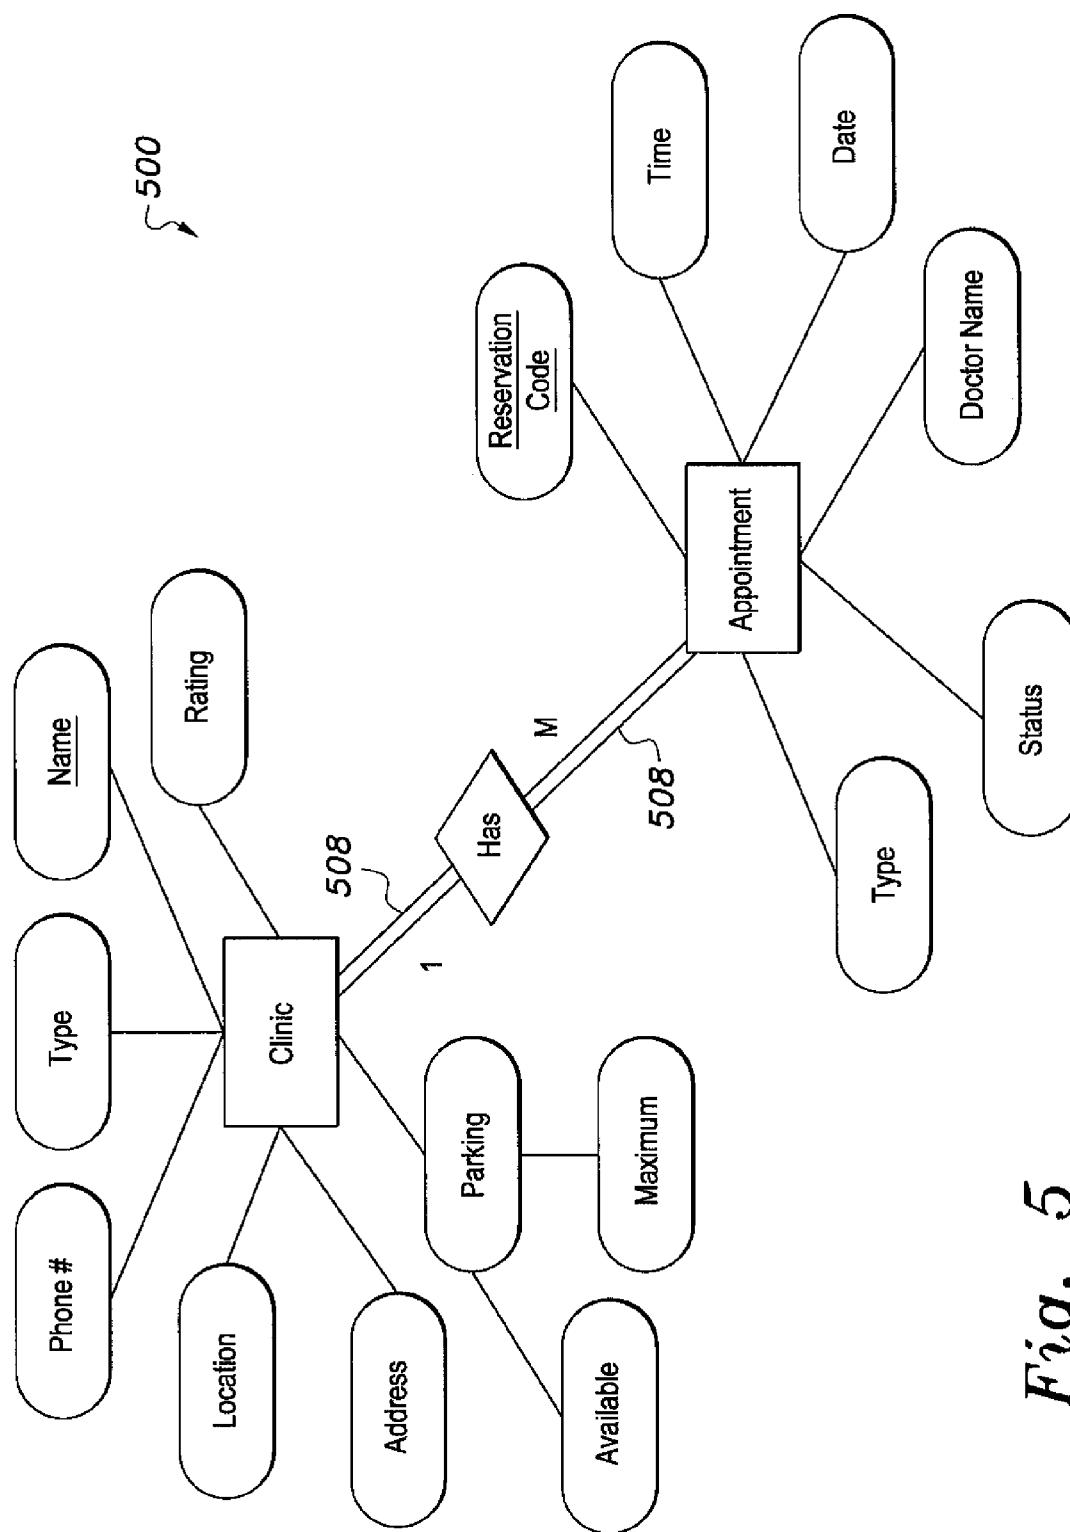 500
Phone #
Type
Name
Rating
Location
Clinic
Reservation
Code
Time
Address
508
1
Parking
Has
M
Available
Maximum
508
Appointment
Date
Doctor Name
Type
Status
Fig. 5